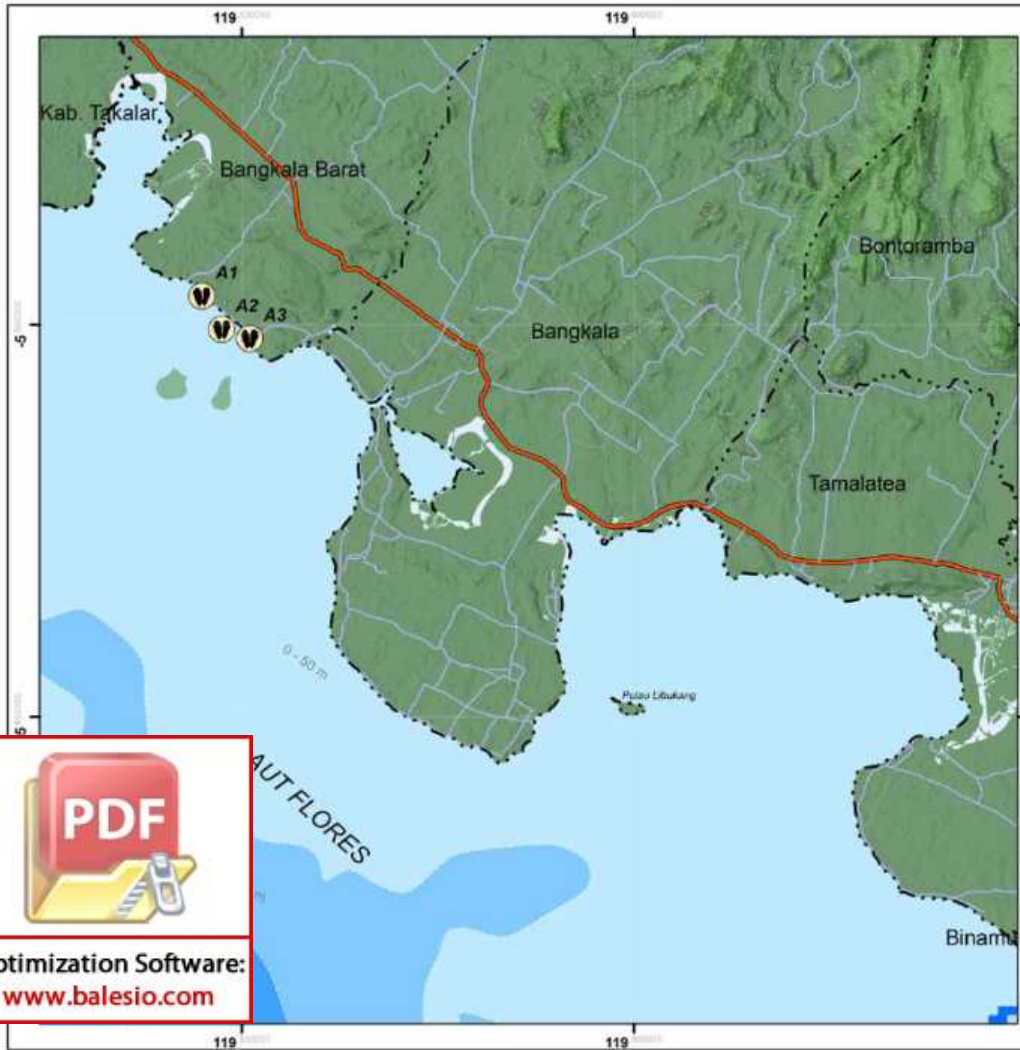 119
119
Kab. Takalar
Bangkala Barat
Bontoramba
A1
A2
A3
-5
Bangkala
Tamalatea
0 - 50 m
Pulau Libukang
AUT FLORES
PDF
m
Binamu
ptimization Software:
www.balesio.com
119
119